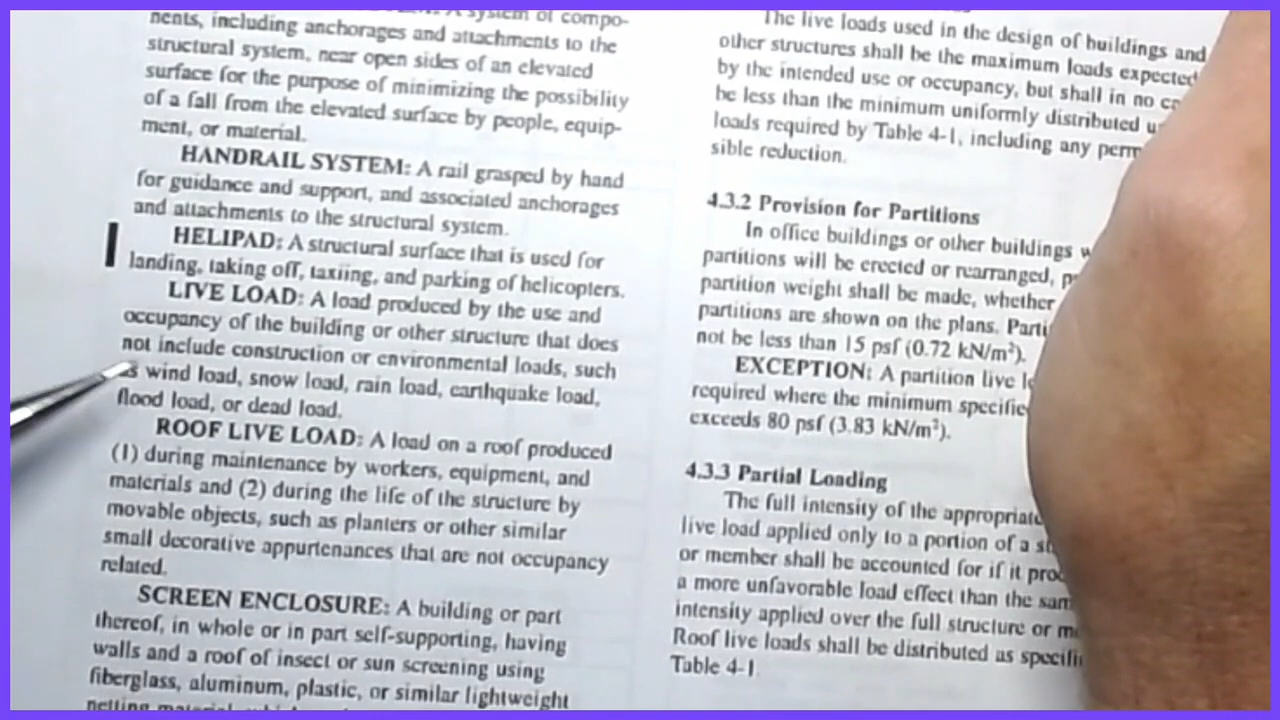 A system of compo-
nents, including anchorages and attachments to the
structural system, near open sides of an elevated
surface for the purpose of minimizing the possibility
of a fall from the elevated surface by people, equip-
ment, or material.
HANDRAIL SYSTEM: A rail grasped by hand
for guidance and support, and associated anchorages
and attachments to the structural system.
HELIPAD: A structural surface that is used for
landing, taking off, taxiing, and parking of helicopters.
LIVE LOAD: A load produced by the use and
occupancy of the building or other structure that does
not include construction or environmental loads, such
as wind load, snow load, rain load, earthquake load,
flood load, or dead load.
ROOF LIVE LOAD: A load on a roof produced
(1) during maintenance by workers, equipment, and
materials and (2) during the life of the structure by
movable objects, such as planters or other similar
small decorative appurtenances that are not occupancy
related.
SCREEN ENCLOSURE: A building or part
thereof, in whole or in part self-supporting, having
walls and a roof of insect or sun screening using
fiberglass, aluminum, plastic, or similar lightweight
netting material,
The live loads used in the design of buildings and
other structures shall be the maximum loads expected
by the intended use or occupancy, but shall in no
be less than the minimum uniformly distributed
loads required by Table 4-1, including any
sible reduction.
4.3.2 Provision for Partitions
In office buildings or other buildings
partitions will be erected or rearranged,
partition weight shall be made, whether
partitions are shown on the plans.
not be less than 15 psf (0.72 kN/m²).
EXCEPTION: A partition live
required where the minimum
exceeds 80 psf (3.83 kN/m²).
4.3.3 Partial Loading
The full intensity of the
live load applied only to a portion of a
or member shall be accounted for if it
a more unfavorable load effect than the
intensity applied over the full structure or
Roof live loads shall be distributed as
Table 4-1.